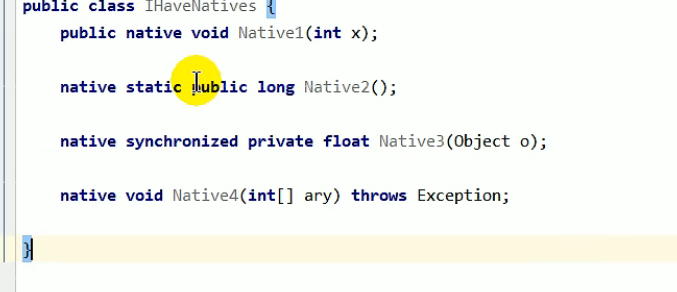 public class IHaveNatives {
public native void Native1(int x);
native static public long Native2();
native synchronized private float Native3(Object o);
native void Native4(int[] ary) throws Exception;
}